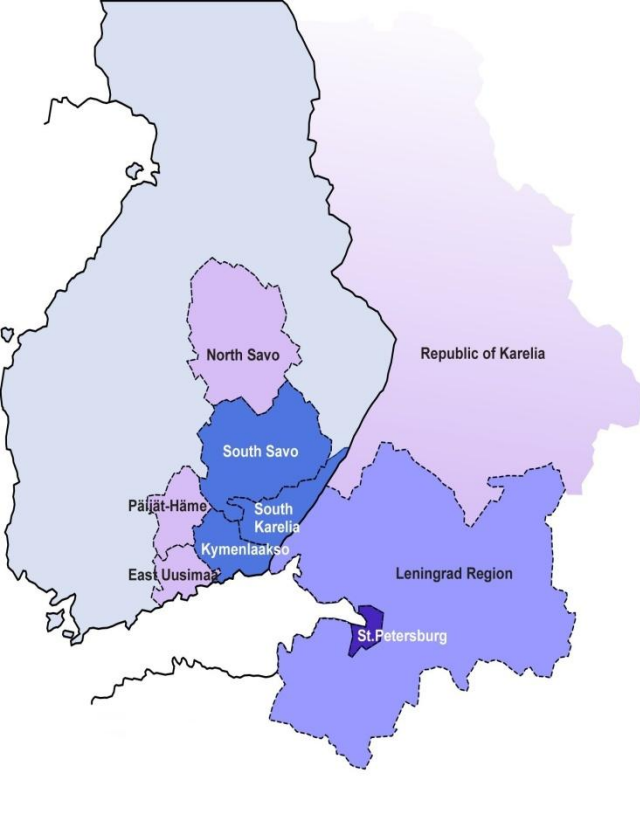 North Savo
Republic of Karelia
South Savo
Päijät-Häme
South
Karelia
Kymenlaakso
East Uusimaa
Leningrad Region
St.Petersburg